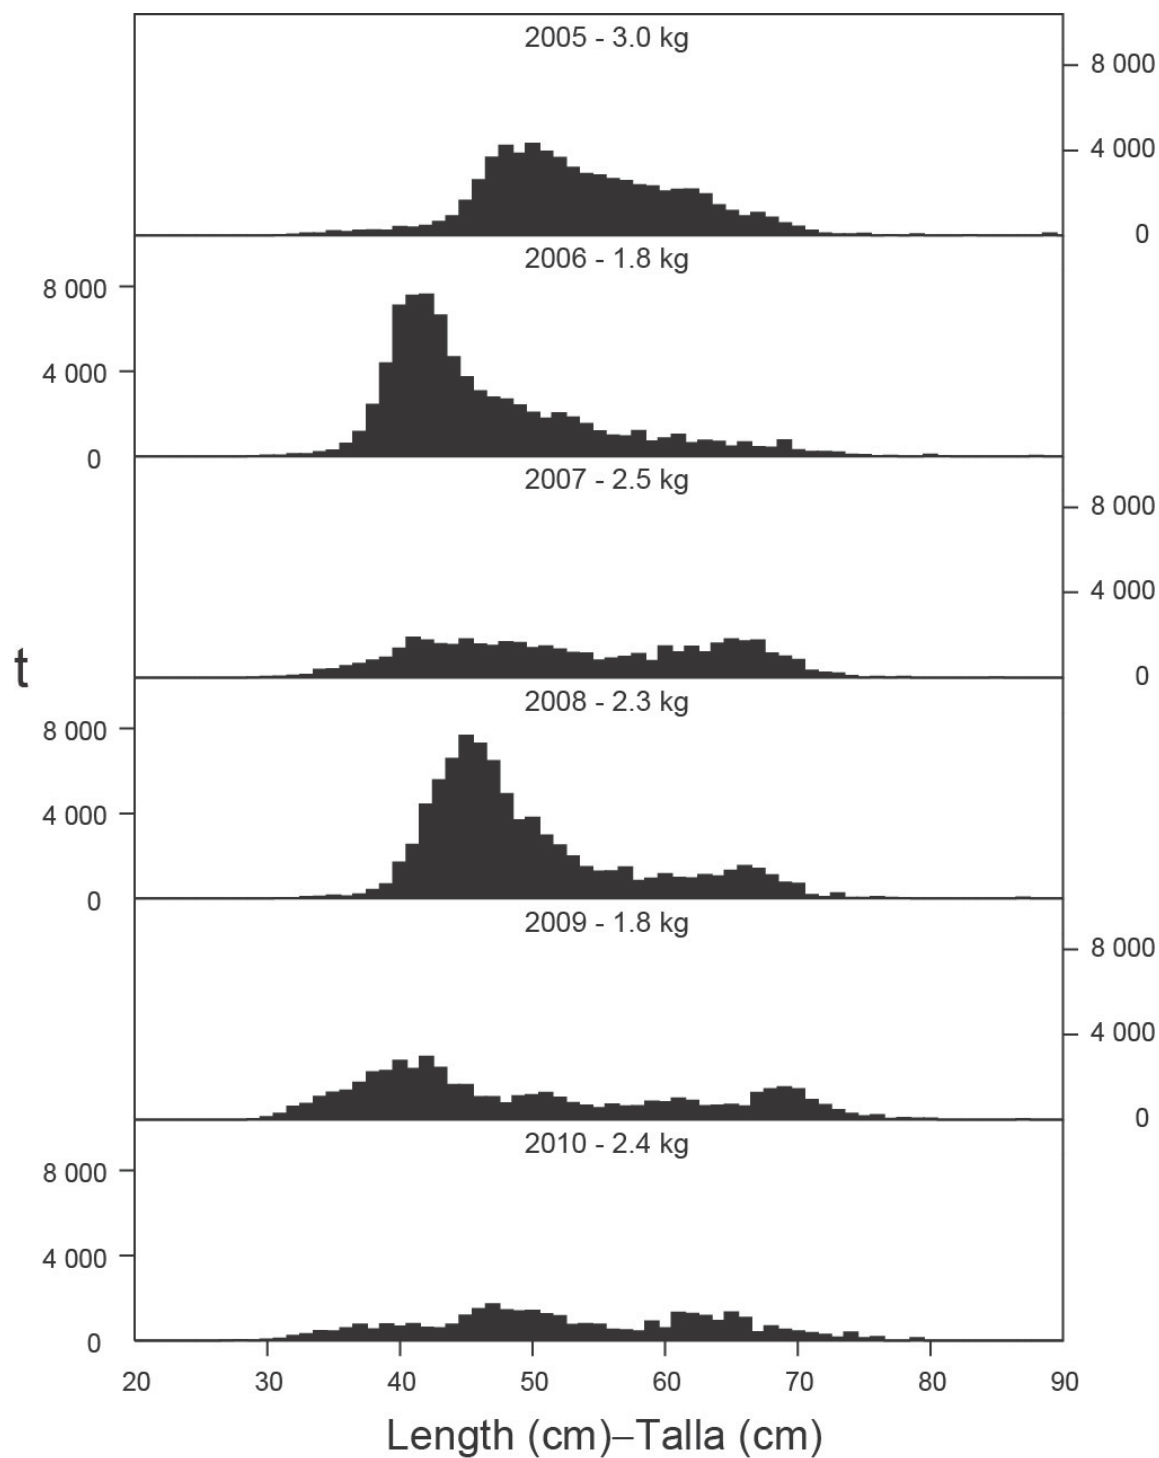 2005 - 3.0 kg
8 000
4 000
0
2006 - 1.8 kg
8 000
4 000
0
2007 - 2.5 kg
8 000
4 000
0
t
2008 - 2.3 kg
8 000
4 000
0
2009 - 1.8 kg
8 000
4 000
0
2010 - 2.4 kg
8 000
4 000
0
20 30 40 50 60 70 80 90
Length (cm)–Talla (cm)